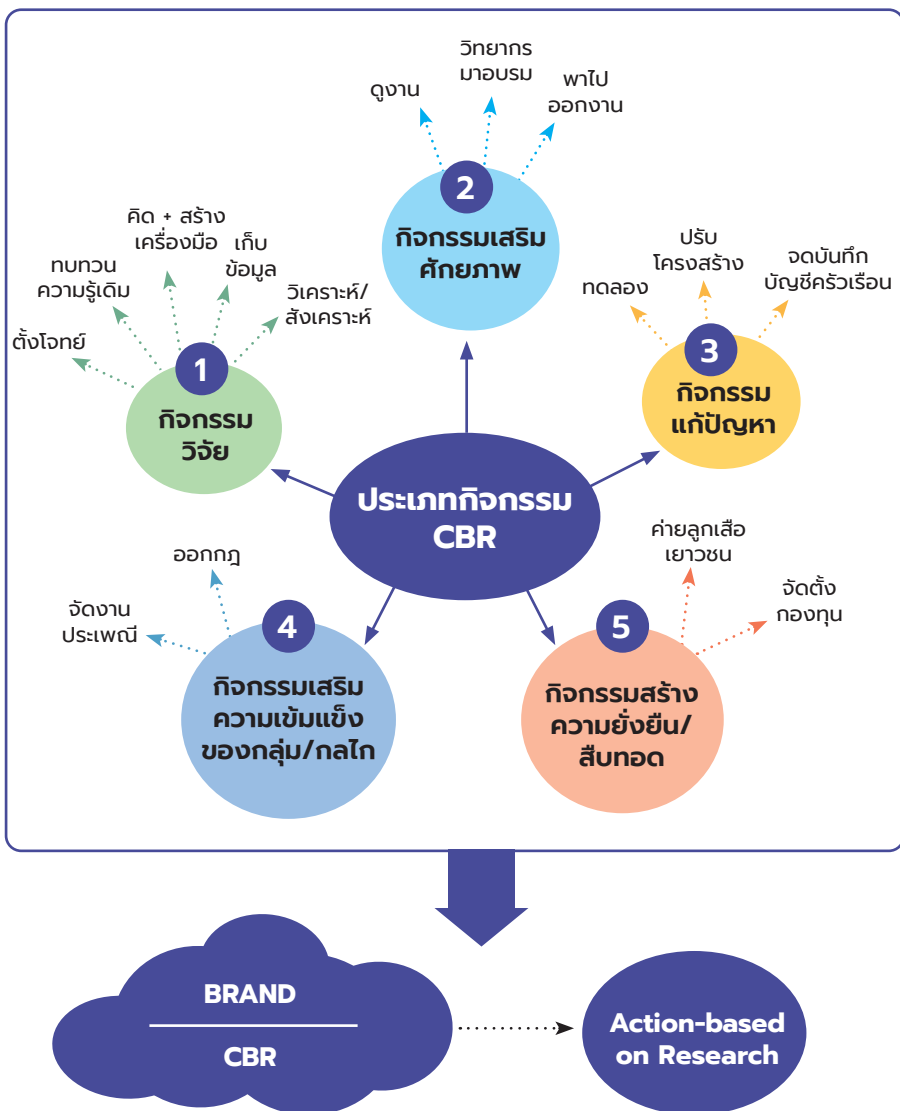 ดูงาน
วิทยากร
มาอบรม
พาไป
ออกงาน
2
กิจกรรมเสริม
ศักยภาพ
ตั้งโจทย์
ทบทวน
ความรู้เดิม
คิด + สร้าง
เครื่องมือ
เก็บ
ข้อมูล
วิเคราะห์/
สังเคราะห์
1
กิจกรรม
วิจัย
ทดลอง
ปรับ
โครงสร้าง
จดบันทึก
บัญชีครัวเรือน
3
กิจกรรม
แก้ปัญหา
ประเภทกิจกรรม
CBR
จัดงาน
ประเพณี
ออกกฎ
4
กิจกรรมเสริม
ความเข้มแข็ง
ของกลุ่ม/กลไก
ค่ายลูกเสือ
เยาวชน
จัดตั้ง
กองทุน
5
กิจกรรมสร้าง
ความยั่งยืน/
สืบทอด
BRAND
CBR
Action-based
on Research